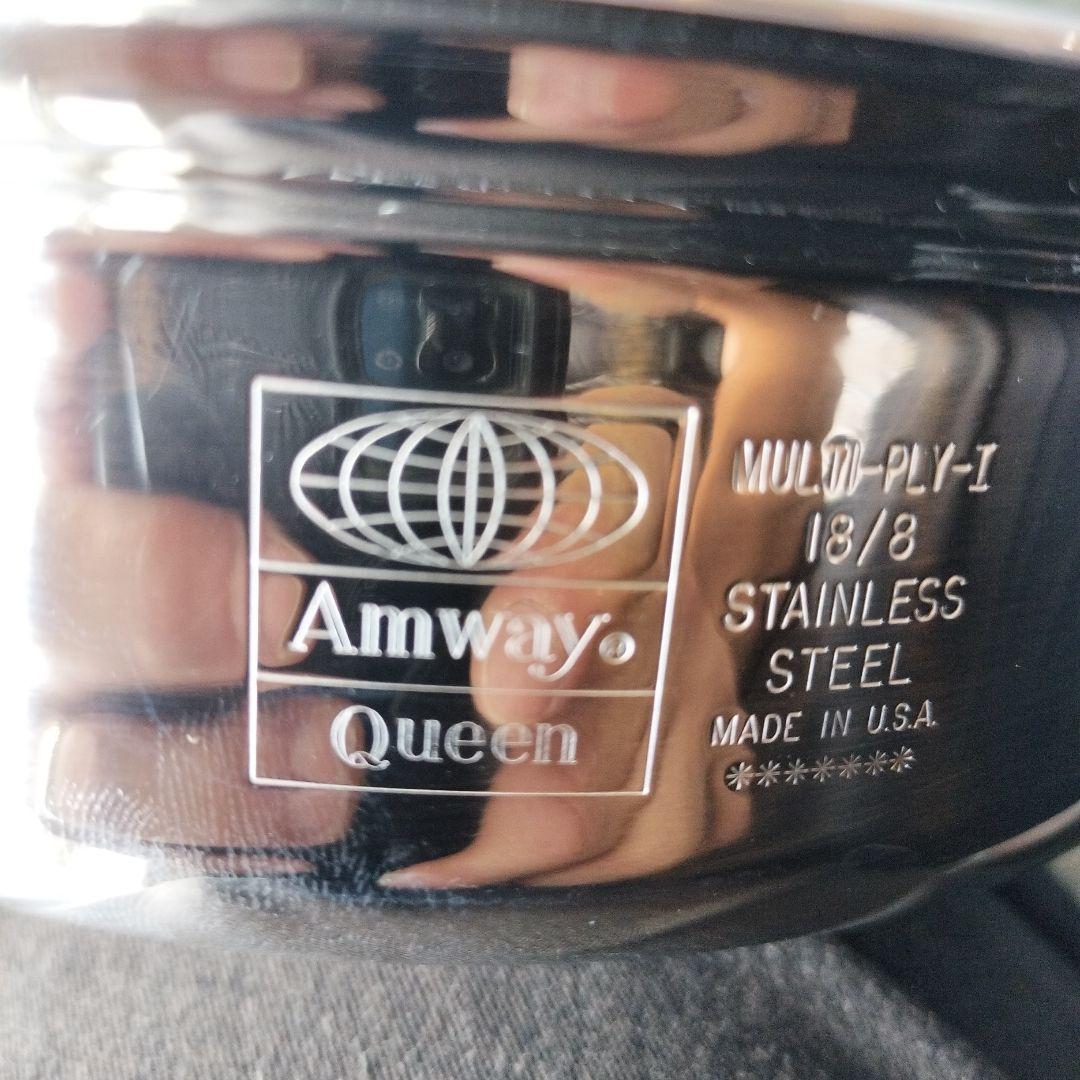 Amway®
Queen
MULTI-PLY-I
18/8
STAINLESS
STEEL
MADE IN U.S.A.
*******